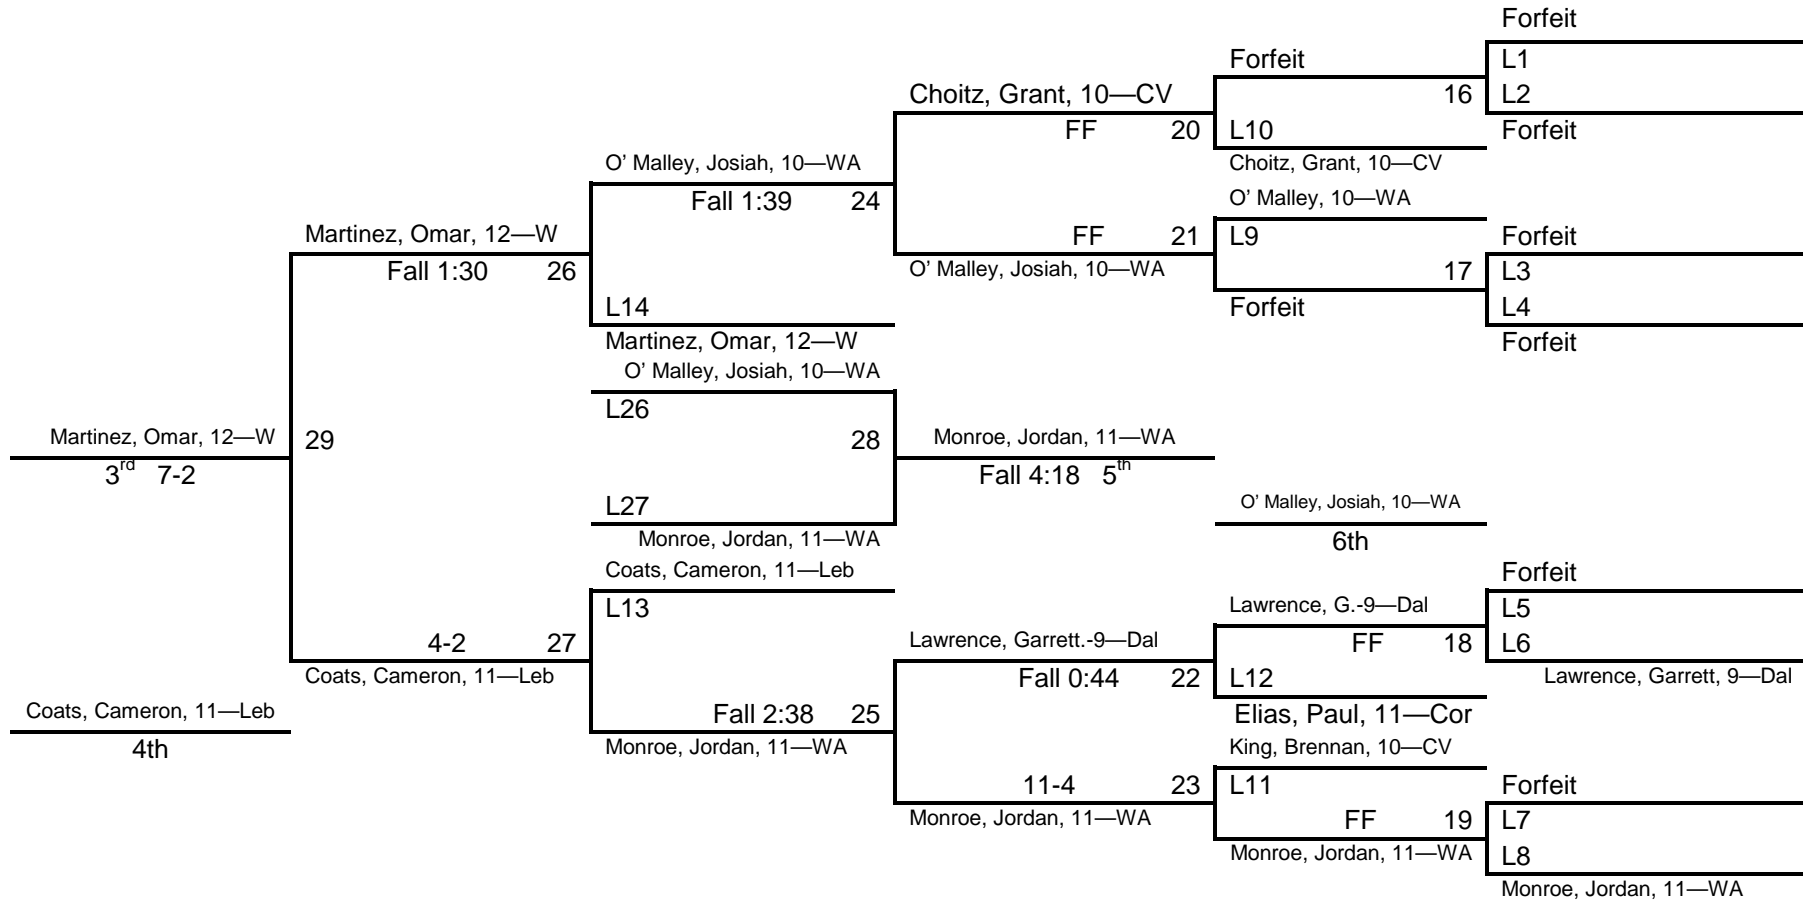 Forfeit
Forfeit
L1
Choitz, Grant, 10—CV
16
L2
FF
20
L10
Forfeit
O' Malley, Josiah, 10—WA
Choitz, Grant, 10—CV
Fall 1:39
24
O' Malley, 10—WA
Martinez, Omar, 12—W
FF
21
L9
Forfeit
Fall 1:30
26
O' Malley, Josiah, 10—WA
17
L3
L14
Forfeit
L4
Martinez, Omar, 12—W
Forfeit
O' Malley, Josiah, 10—WA
L26
Martinez, Omar, 12—W
29
28
Monroe, Jordan, 11—WA
3rd 7-2
Fall 4:18 5th
L27
O' Malley, Josiah, 10—WA
Monroe, Jordan, 11—WA
6th
Coats, Cameron, 11—Leb
Forfeit
L13
Lawrence, G.-9—Dal
L5
4-2
27
Lawrence, Garrett.-9—Dal
FF
18
L6
Coats, Cameron, 11—Leb
Fall 0:44
22
L12
Lawrence, Garrett, 9—Dal
Coats, Cameron, 11—Leb
Fall 2:38
25
Elias, Paul, 11—Cor
4th
Monroe, Jordan, 11—WA
King, Brennan, 10—CV
11-4
23
L11
Forfeit
Monroe, Jordan, 11—WA
FF
19
L7
Monroe, Jordan, 11—WA
L8
Monroe, Jordan, 11—WA